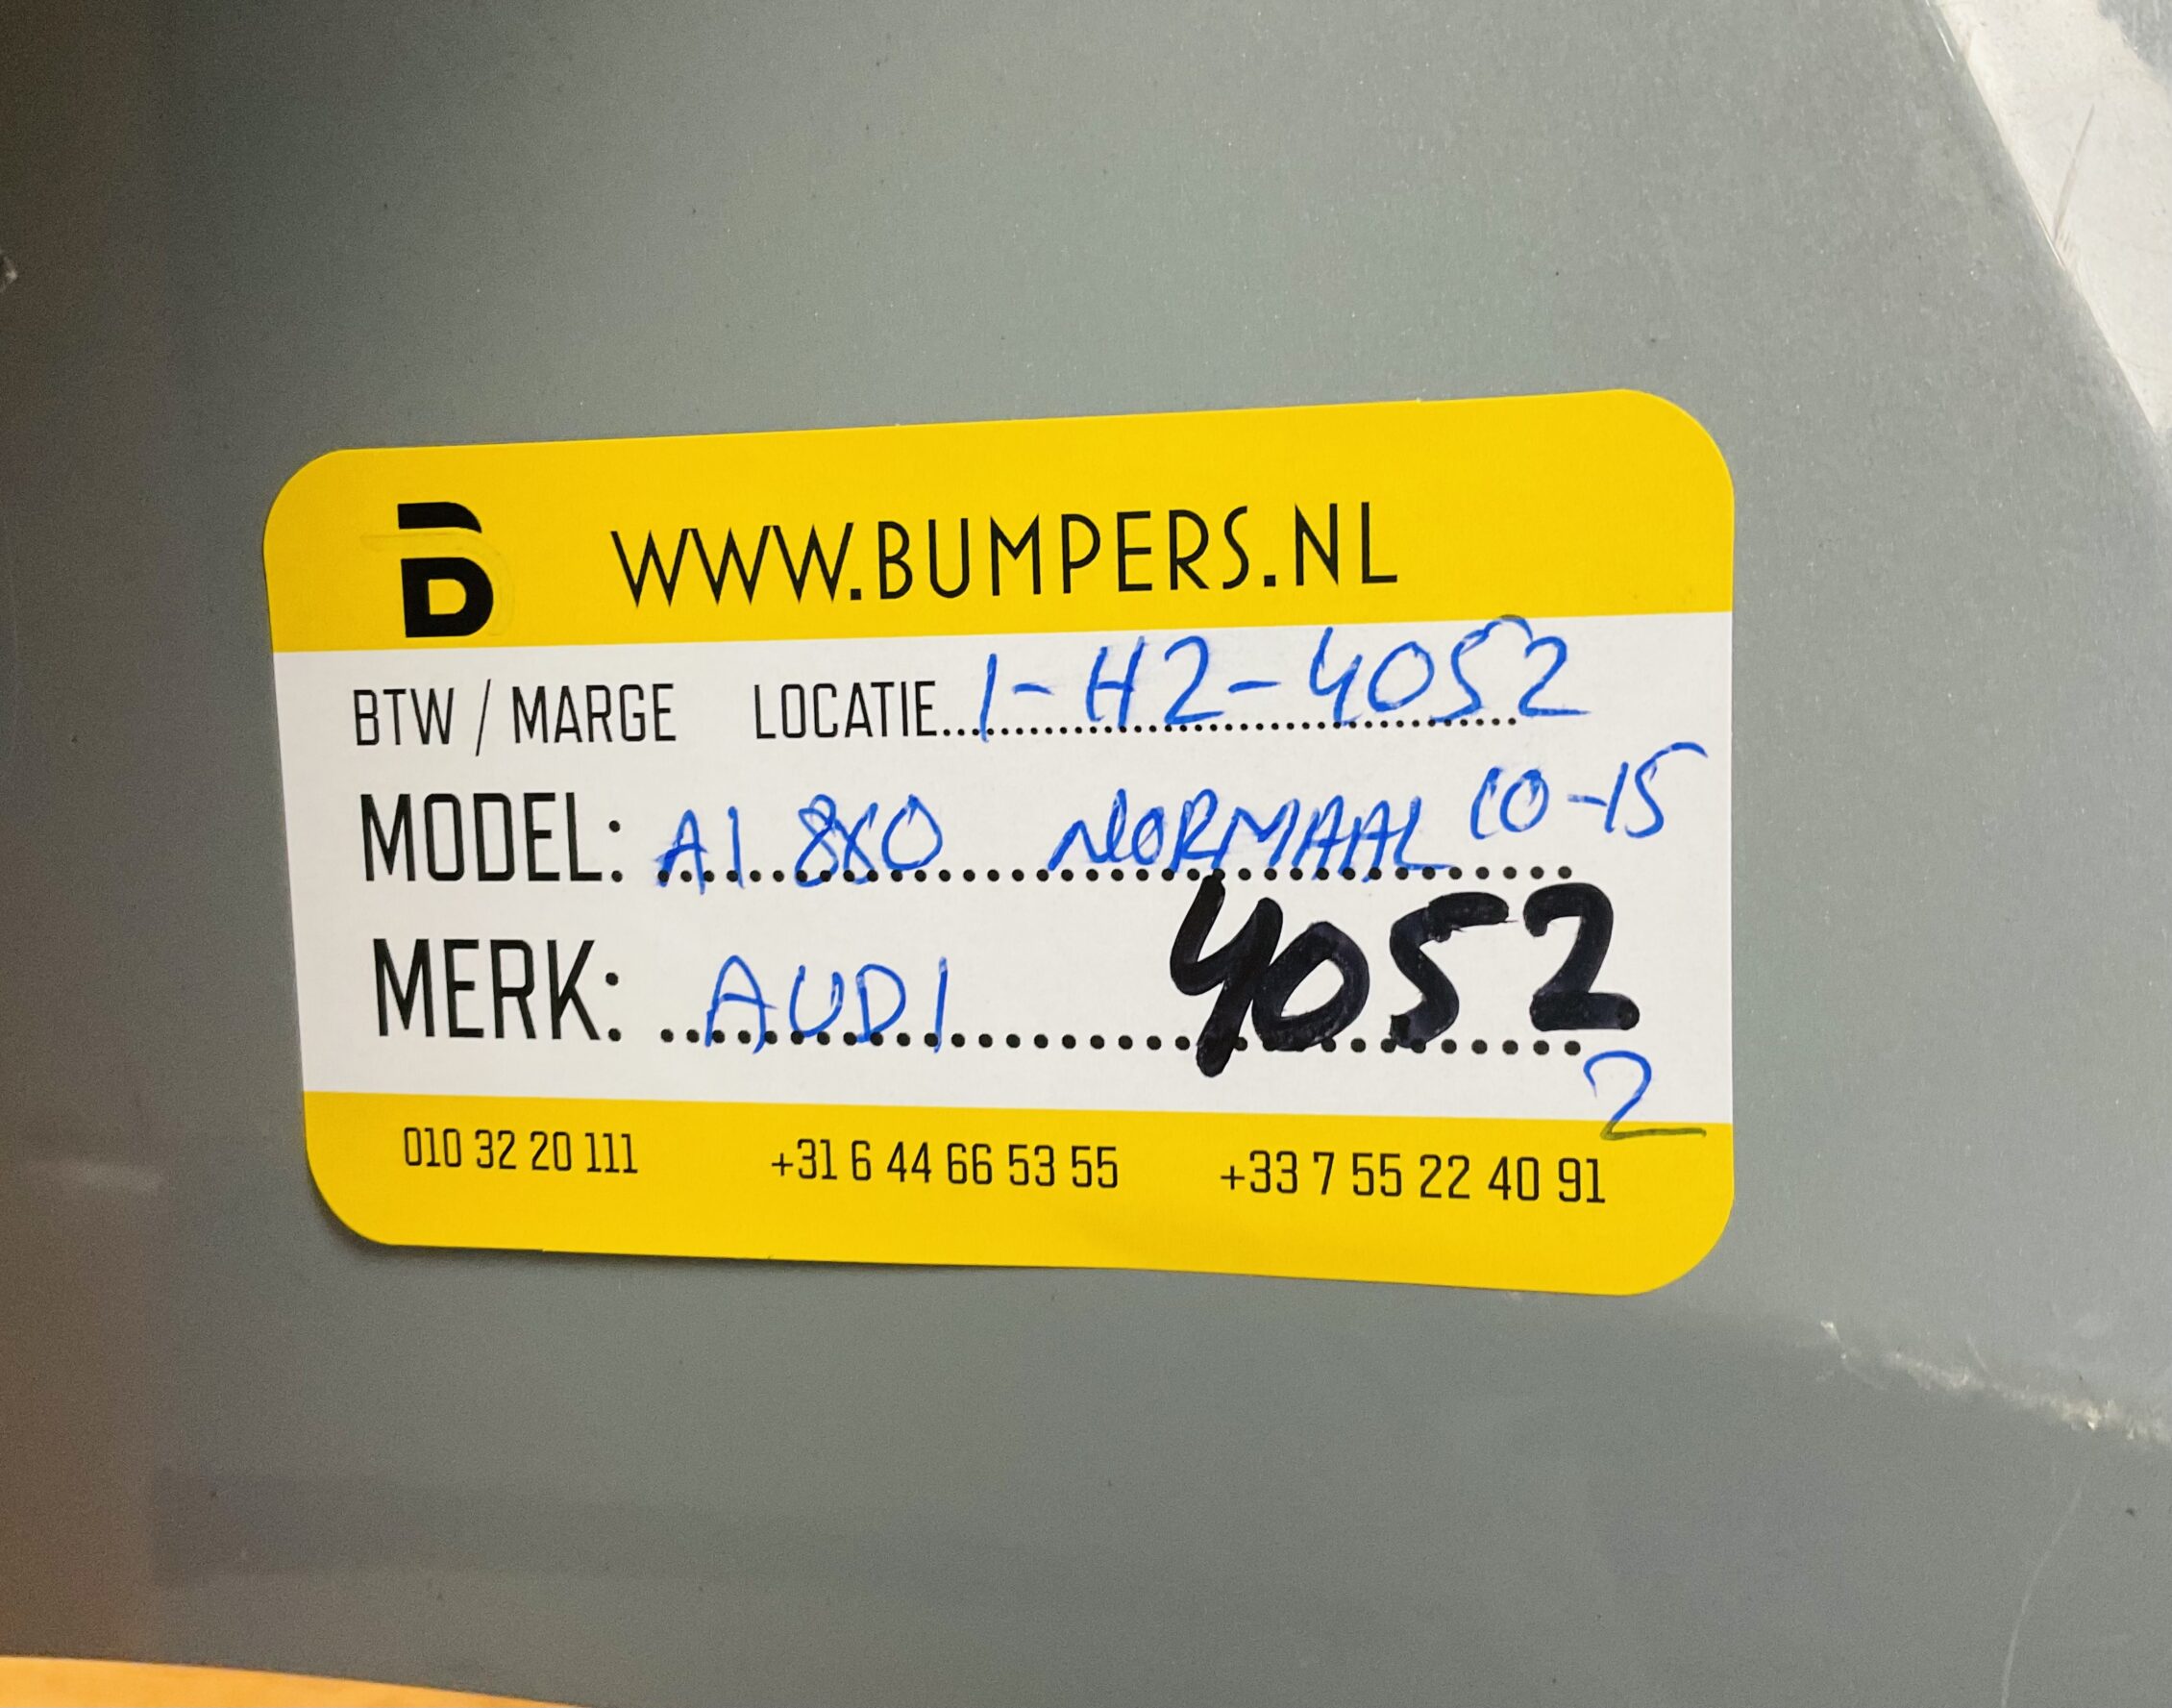 B WWW.BUMPERS.NL
BTW / MARGE LOCATIE 1-H2-4052
MODEL: A1 8X0 NORMAAL 10-15
MERK: AUDI 4052
2
010 32 20 111 +31 6 44 66 53 55 +33 7 55 22 40 91